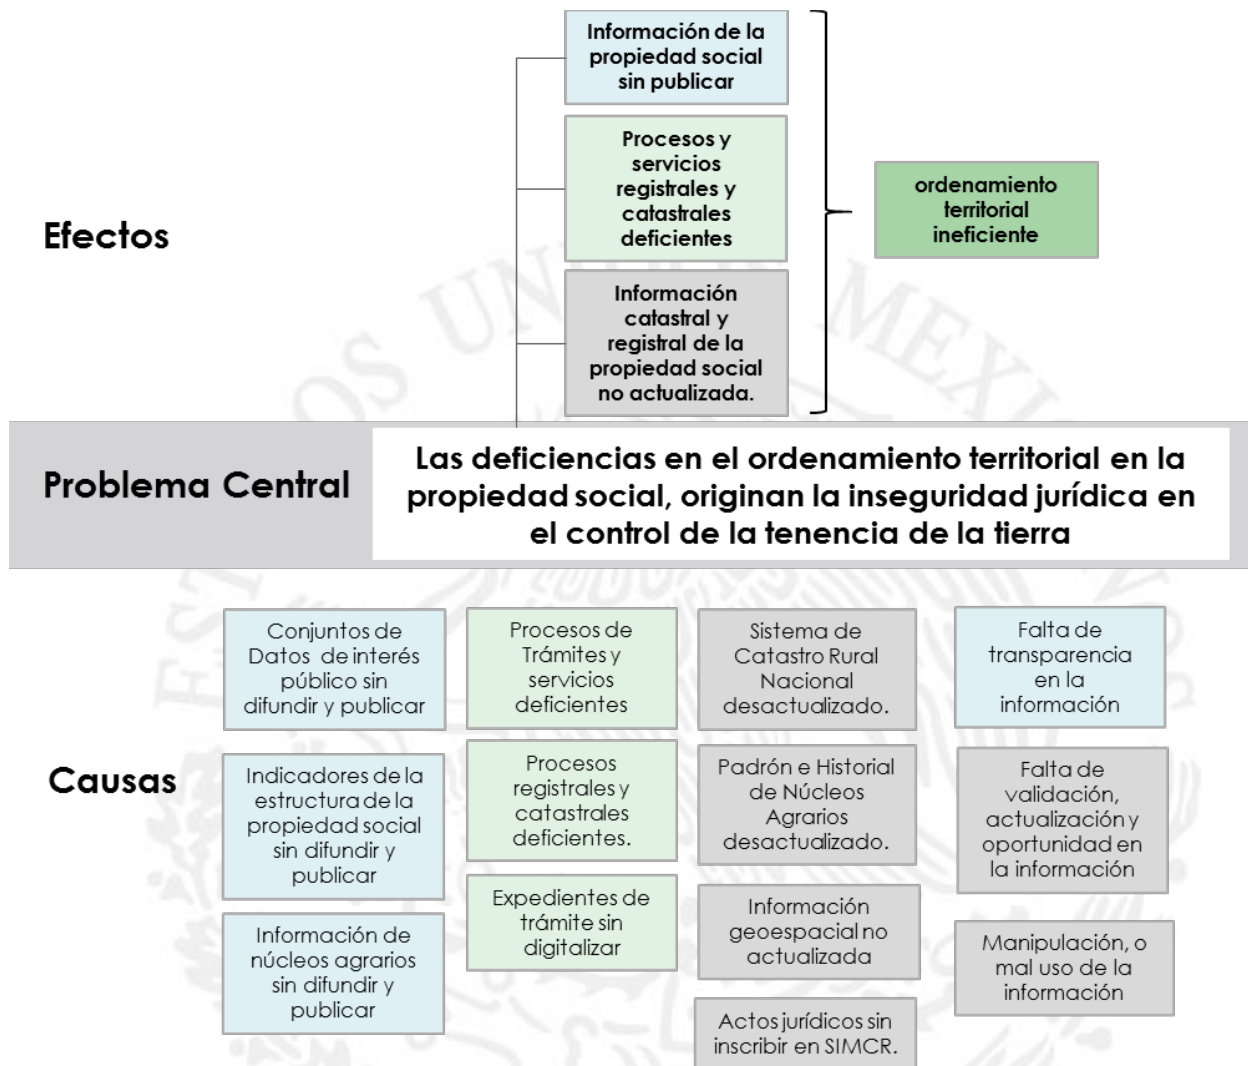 Información de la
propiedad social
sin publicar
Procesos y
servicios
registrales y
catastrales
deficientes
ordenamiento
territorial
ineficiente
Efectos
Información
catastral y
registral de la
propiedad social
no actualizada.
Problema Central
Las deficiencias en el ordenamiento territorial en la
propiedad social, originan la inseguridad jurídica en
el control de la tenencia de la tierra
Causas
Conjuntos de
Datos de interés
público sin
difundir y publicar
Indicadores de la
estructura de la
propiedad social
sin difundir y
publicar
Información de
núcleos agrarios
sin difundir y
publicar
Procesos de
Trámites y
servicios
deficientes
Procesos
registrales y
catastrales
deficientes.
Expedientes de
trámite sin
digitalizar
Sistema de
Catastro Rural
Nacional
desactualizado.
Padrón e Historial
de Núcleos
Agrarios
desactualizado.
Información
geoespacial no
actualizada
Actos jurídicos sin
inscribir en SIMCR.
Falta de
transparencia
en la
información
Falta de
validación,
actualización y
oportunidad en
la información
Manipulación, o
mal uso de la
información